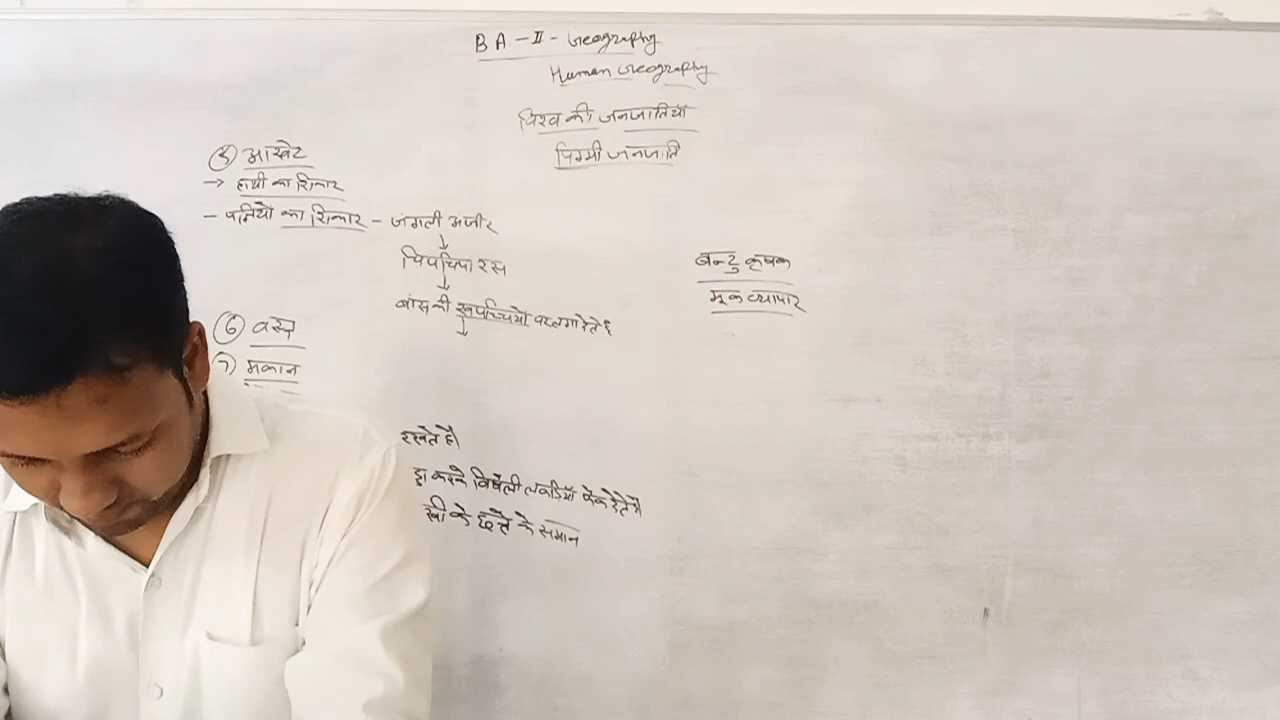 B.A.-II- Geography
Human Geography
विश्व की जनजातियाँ
पिग्मी जनजाति
⑤ आखेट
→ हाथी का शिकार
- पक्षियों का शिकार - जंगली अंजीर
↓
चिपचिपा रस
↓
बांस की खपच्चियों पर लगा देते है
↓
बन्टु कृषक
मूक व्यापार
⑥ वस्त्र
⑦ मकान
रखते हैं।
करके विषैली लकड़ियाँ फेंक देते हैं
के छत्ते के समान